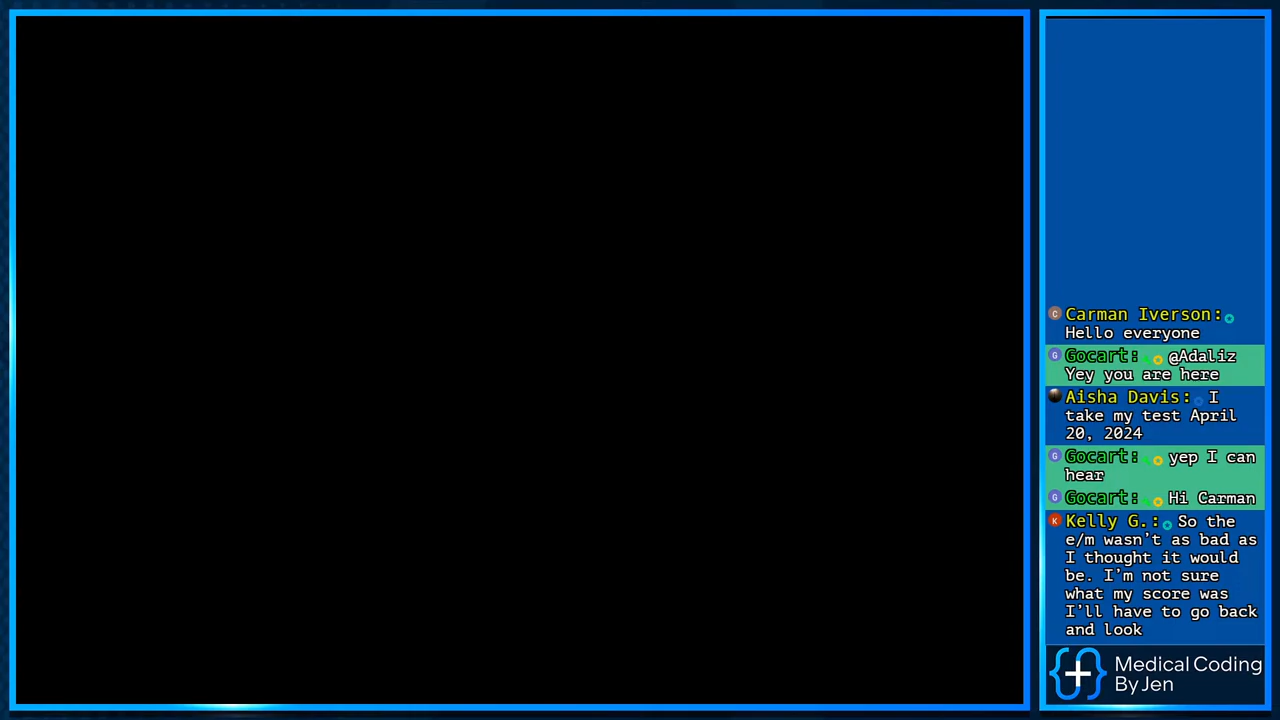 Carman Iverson:
Hello everyone
Gocart: @Adaliz
Yey you are here
Aisha Davis: I
take my test April
20, 2024
Gocart: yep I can
hear
Gocart: Hi Carman
Kelly G.: So the
e/m wasn't as bad as
I thought it would
be. I'm not sure
what my score was
I'll have to go back
and look
Medical Coding
By Jen